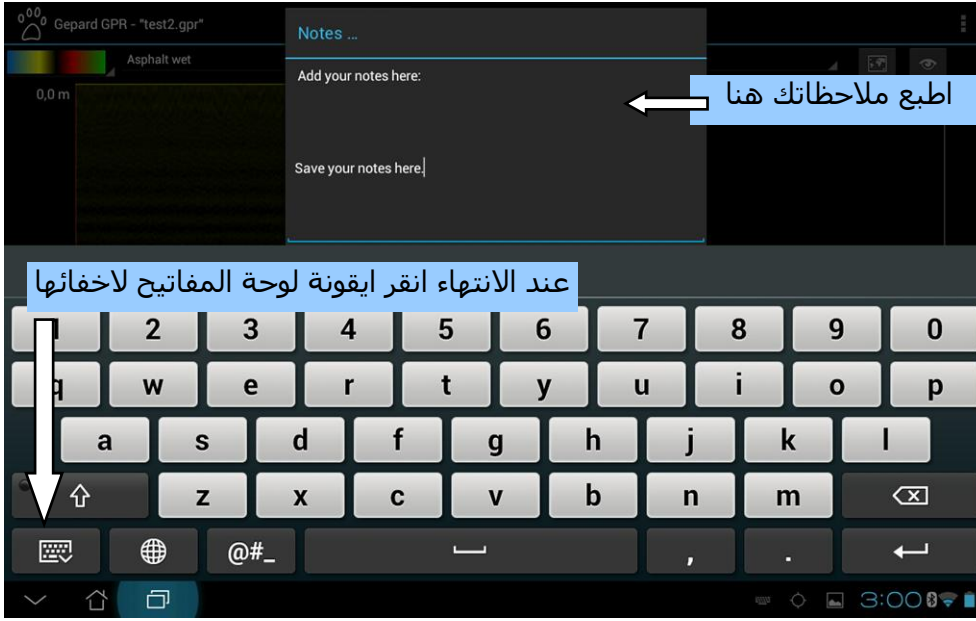 Gepard GPR - "test2.gpr"
Notes ...
Asphalt wet
Add your notes here:
0,0 m
اطبع ملاحظاتك هنا
Save your notes here.
عند الانتهاء انقر ايقونة لوحة المفاتيح لاخفائها
1 2 3 4 5 6 7 8 9 0
q w e r t y u i o p
a s d f g h j k l
z x c v b n m
@#_ , .
3:00